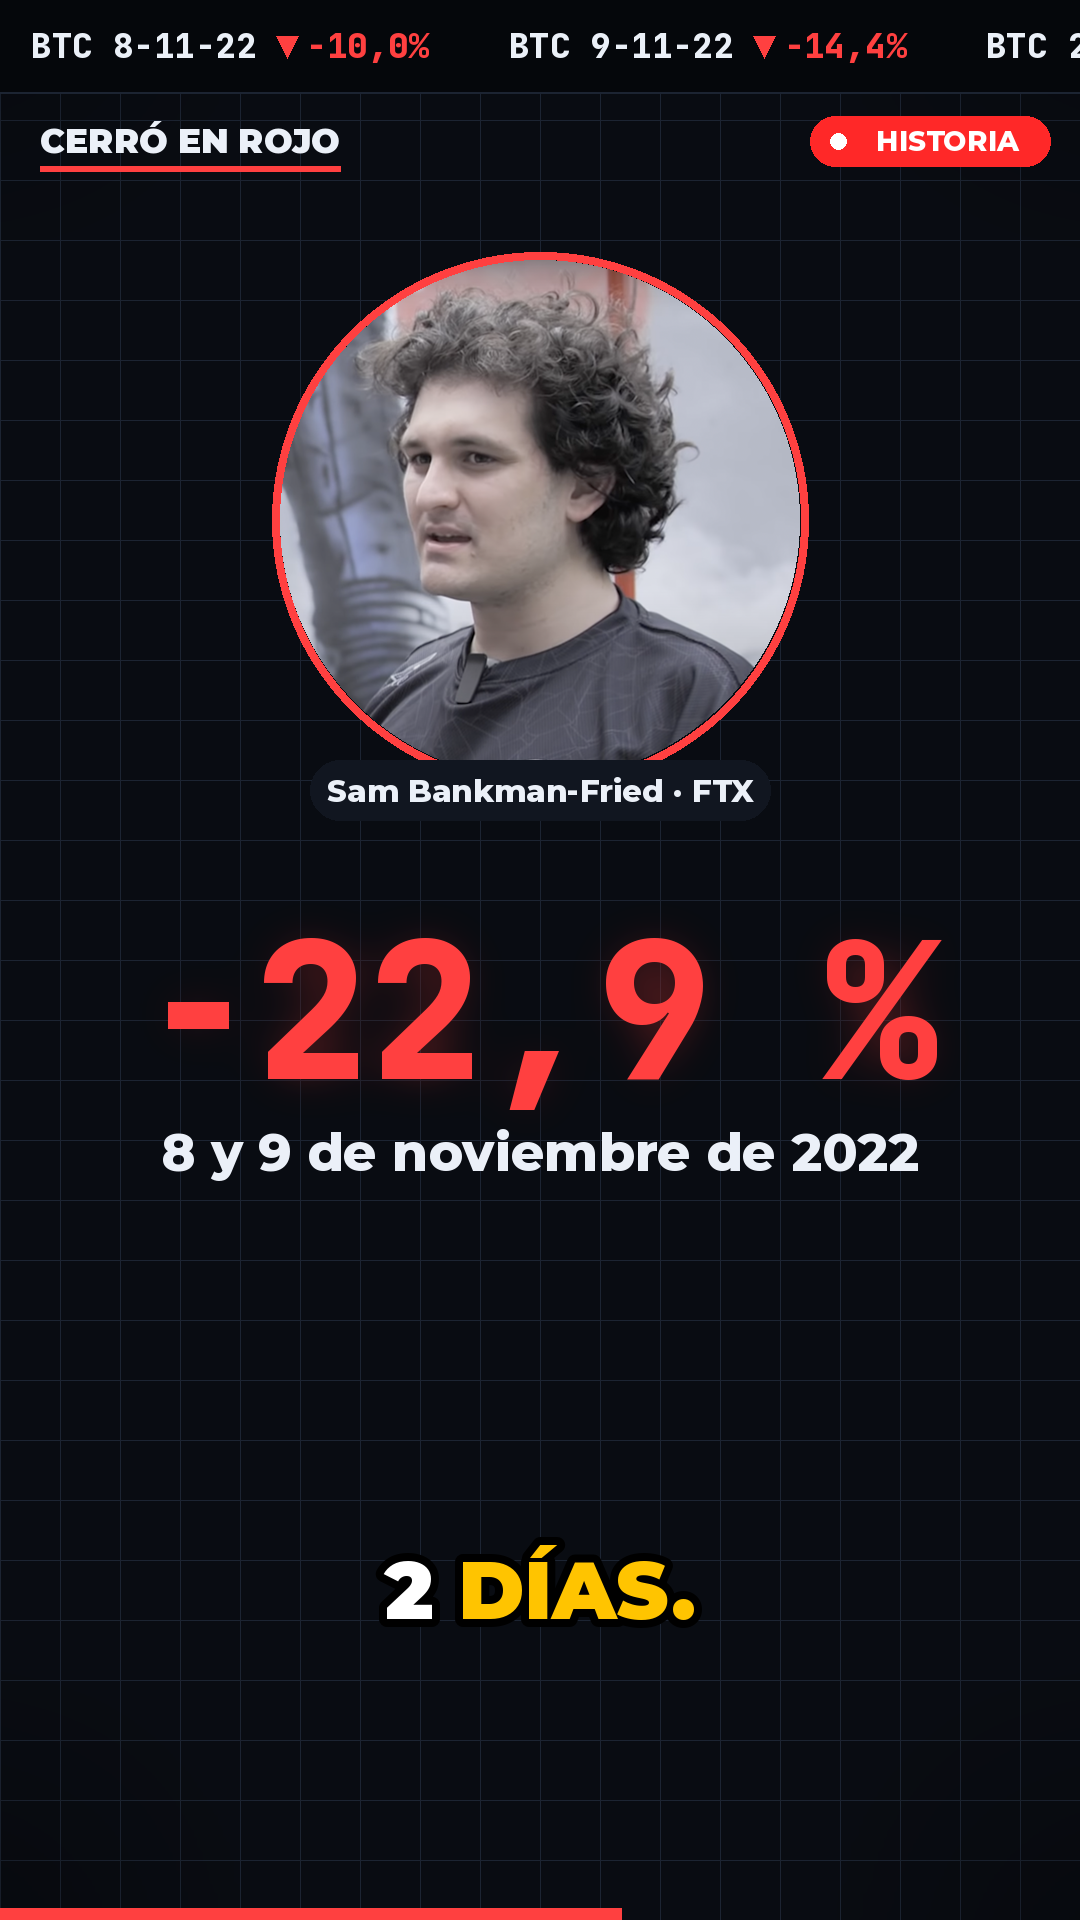 BTC 8-11-22 ▼ -10,0% BTC 9-11-22 ▼ -14,4% BTC 2
CERRÓ EN ROJO
HISTORIA
Sam Bankman-Fried · FTX
-22,9 %
8 y 9 de noviembre de 2022
2 DÍAS.